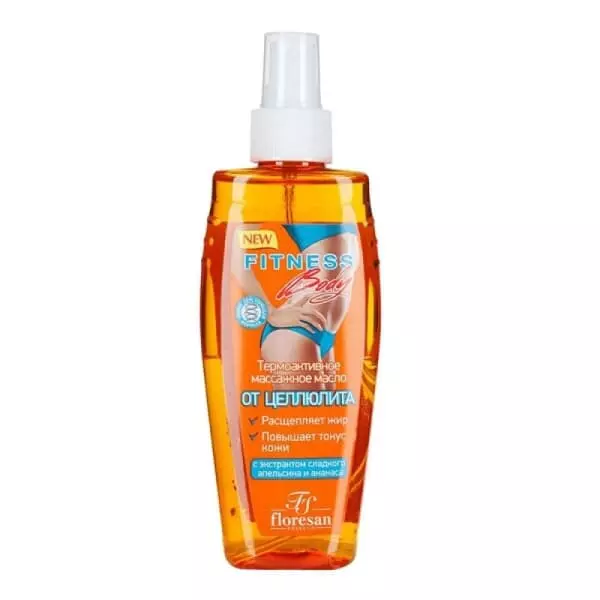 NEW
FITNESS
Body
Термоактивное
массажное масло
ОТ ЦЕЛЛЮЛИТА
Расщепляет жир
Повышает тонус
кожи
с экстрактом сладкого
апельсина и ананаса
FS
floresan